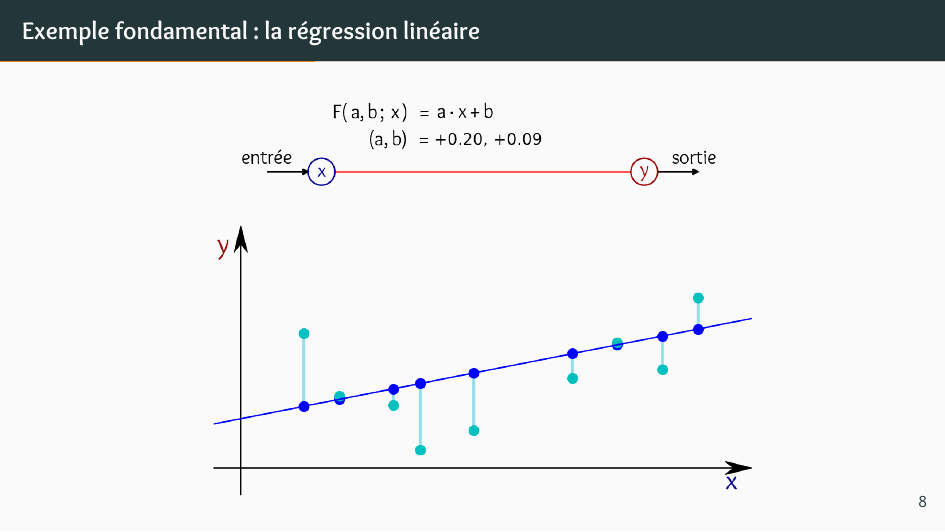 Exemple fondamental : la régression linéaire
F(a,b; x) = a·x+b
(a,b) = +0.20, +0.09
entrée
x
y
sortie
y
x
8